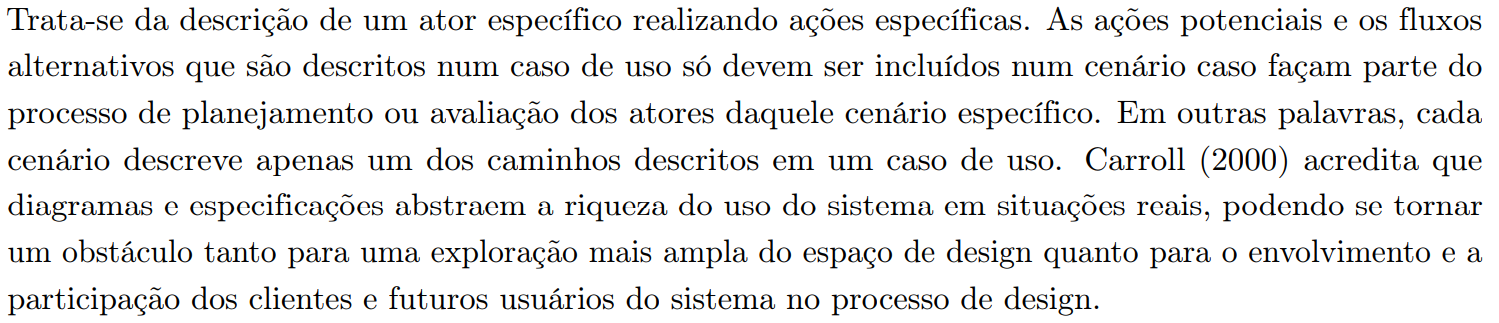 Trata-se da descrição de um ator específico realizando ações específicas. As ações potenciais e os fluxos
alternativos que são descritos num caso de uso só devem ser incluídos num cenário caso façam parte do
processo de planejamento ou avaliação dos atores daquele cenário específico. Em outras palavras, cada
cenário descreve apenas um dos caminhos descritos em um caso de uso. Carroll (2000) acredita que
diagramas e especificações abstraem a riqueza do uso do sistema em situações reais, podendo se tornar
um obstáculo tanto para uma exploração mais ampla do espaço de design quanto para o envolvimento e a
participação dos clientes e futuros usuários do sistema no processo de design.